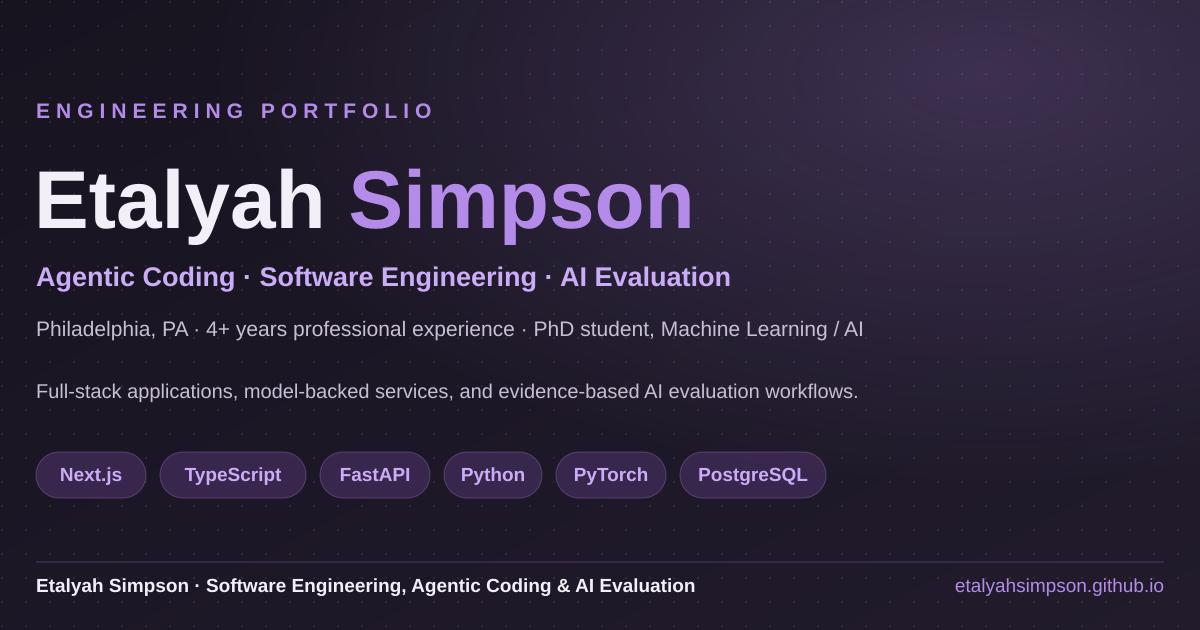 ENGINEERING PORTFOLIO
Etalyah Simpson
Agentic Coding · Software Engineering · AI Evaluation
Philadelphia, PA · 4+ years professional experience · PhD student, Machine Learning / AI
Full-stack applications, model-backed services, and evidence-based AI evaluation workflows.
Next.js TypeScript FastAPI Python PyTorch PostgreSQL
Etalyah Simpson · Software Engineering, Agentic Coding & AI Evaluation etalyahsimpson.github.io